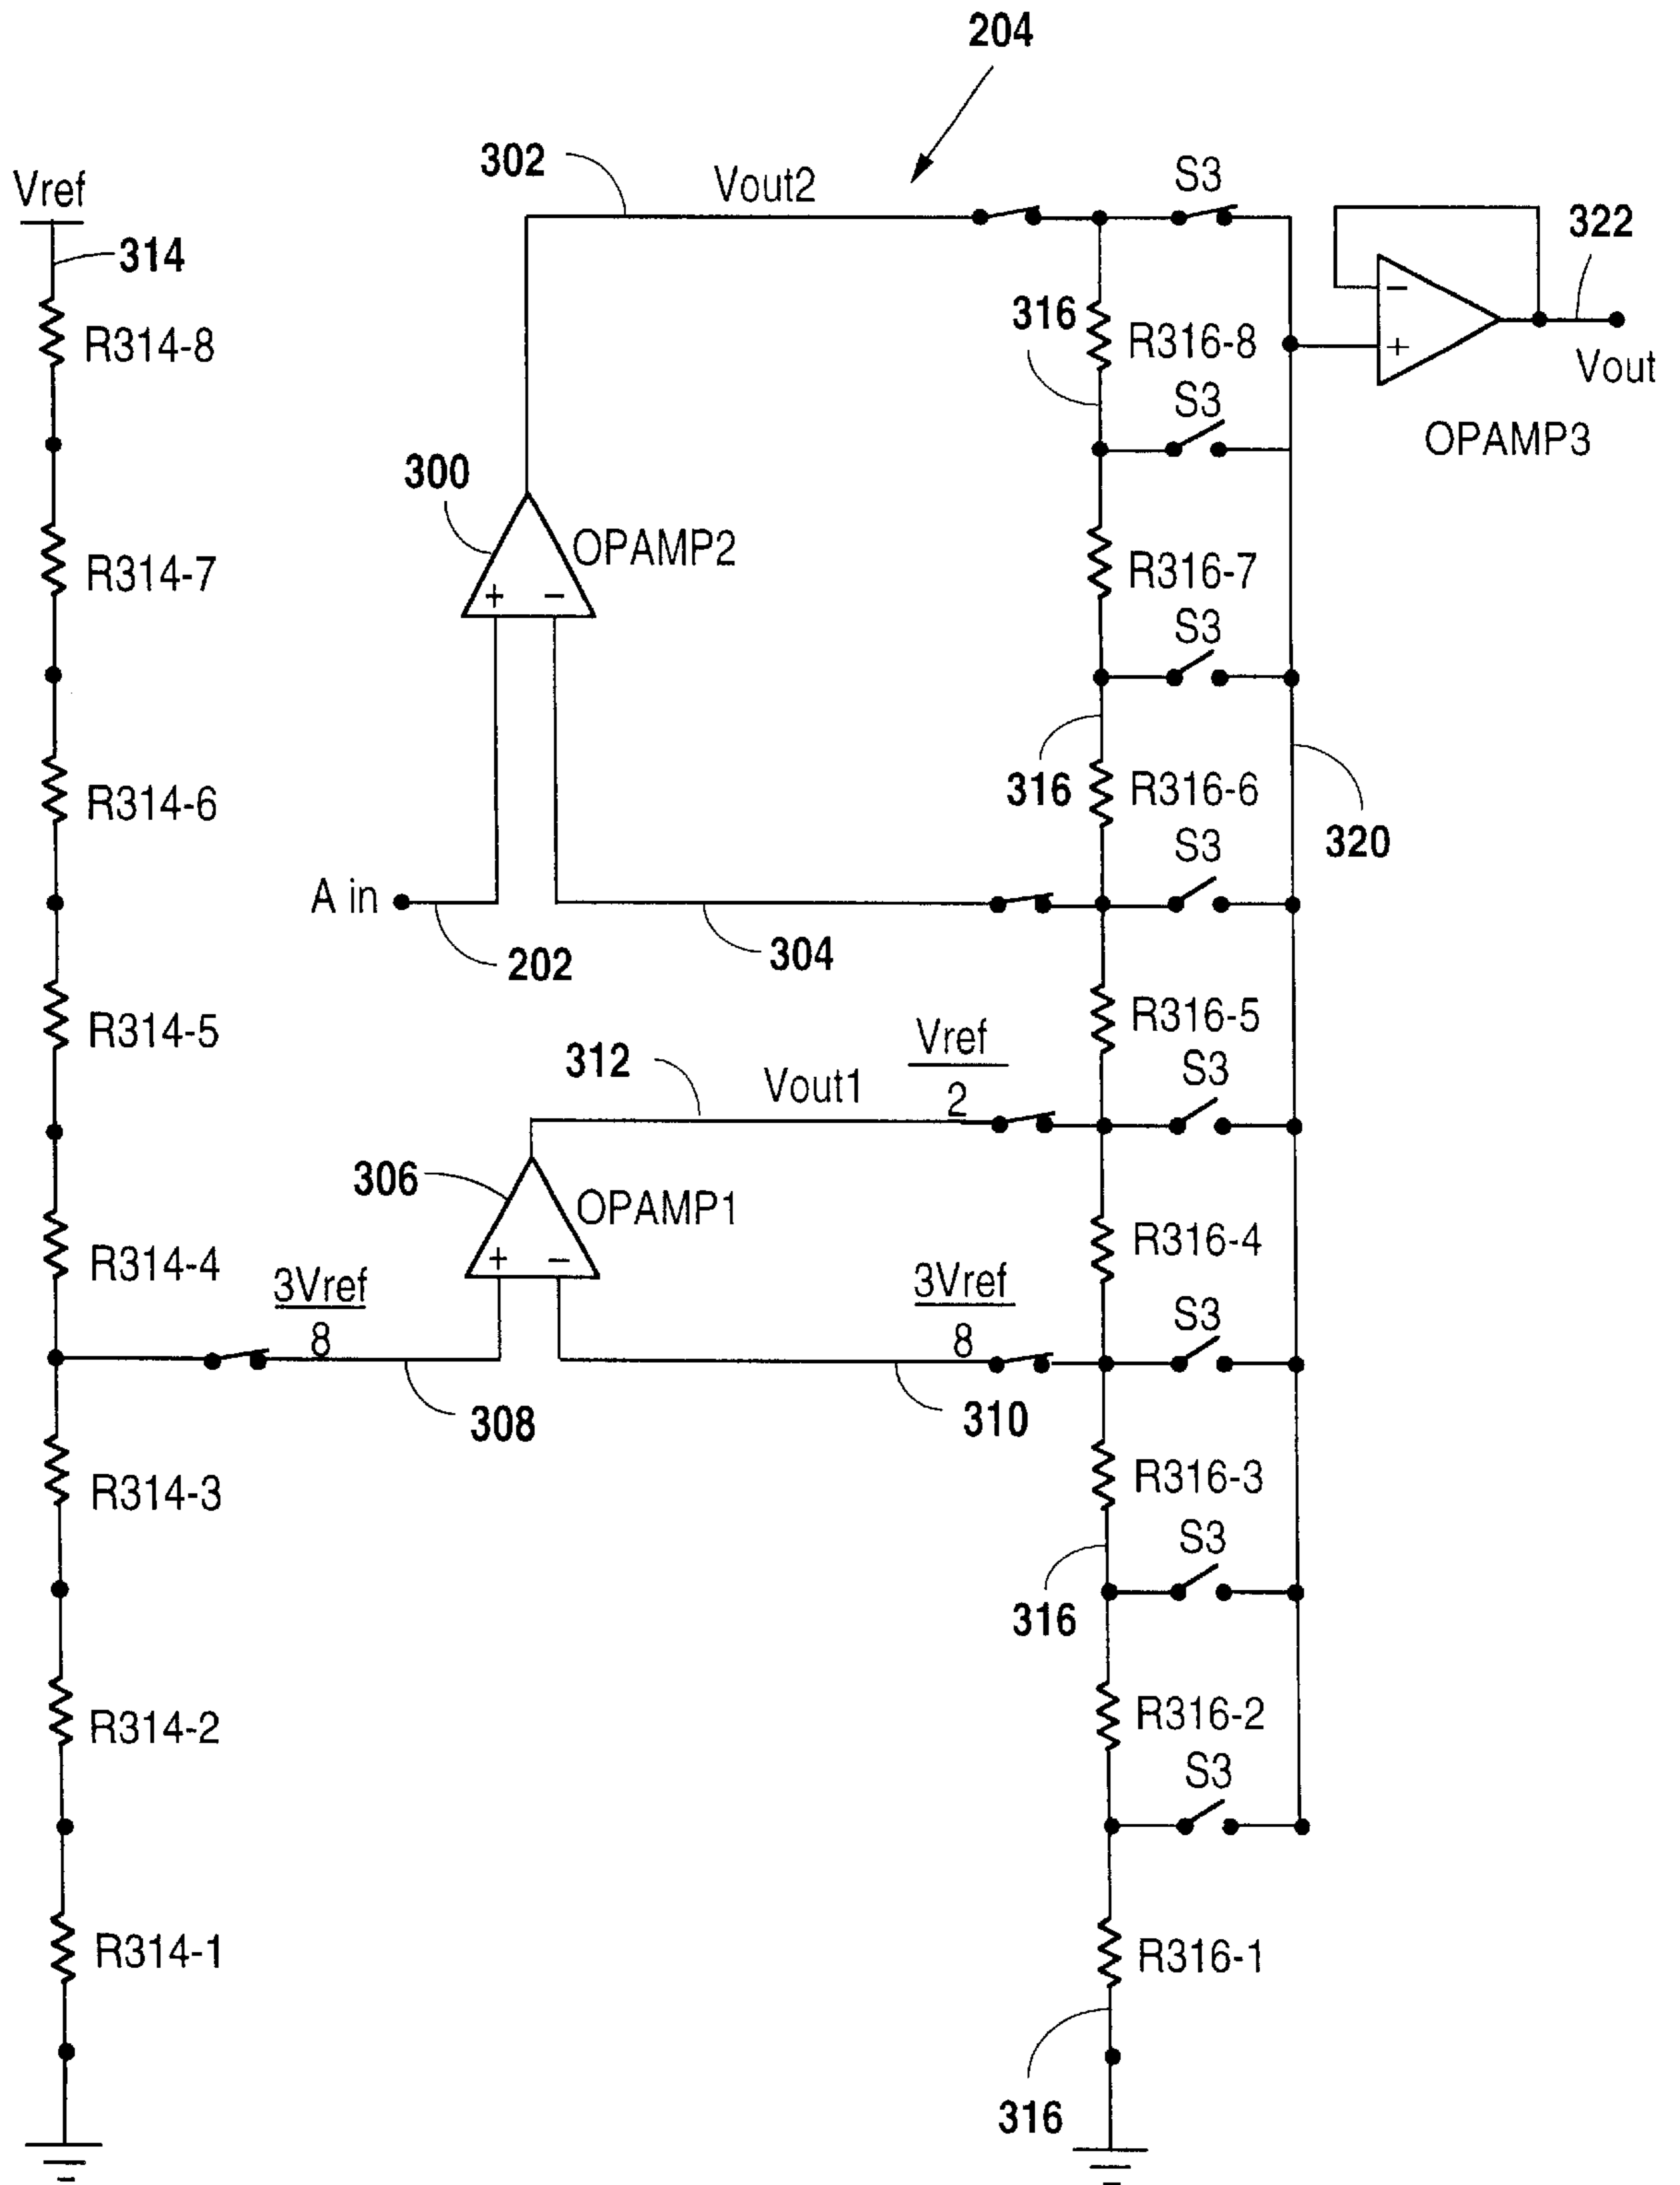 204
302
Vout2
S3
Vref
322
314
316
R316-8
R314-8
−
+
Vout
S3
OPAMP3
300
OPAMP2
R314-7
R316-7
+ −
S3
316
R316-6
R314-6
320
S3
A in
202
304
R314-5
R316-5
Vref
2
312
Vout1
S3
306
OPAMP1
R314-4
R316-4
+ −
3Vref
8
3Vref
8
S3
308
310
R314-3
R316-3
S3
316
R314-2
R316-2
S3
R314-1
R316-1
316